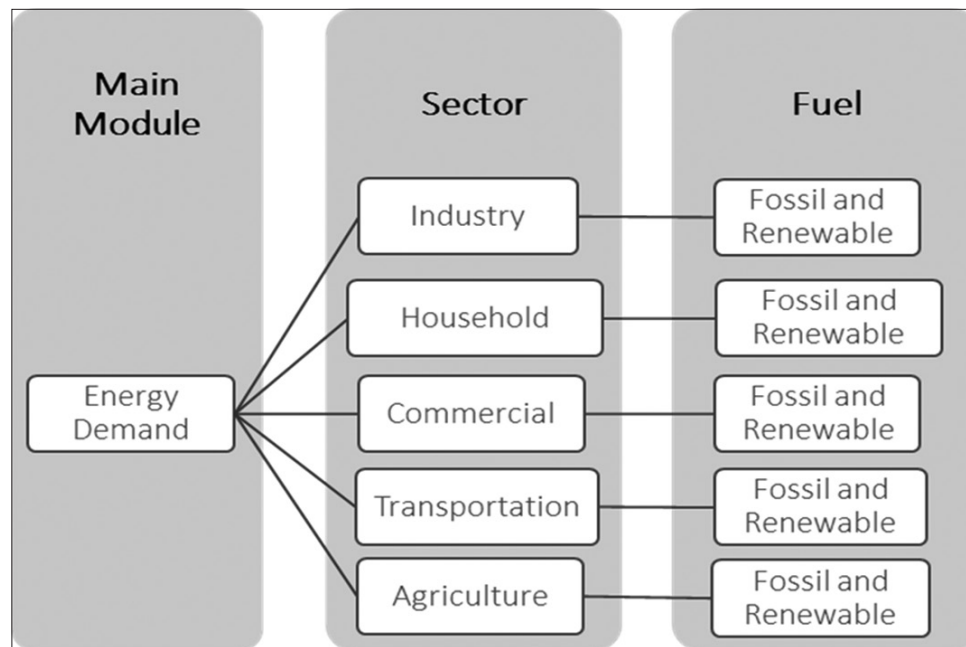 Main
Module
Sector
Fuel
Industry
Fossil and
Renewable
Household
Fossil and
Renewable
Energy
Demand
Commercial
Fossil and
Renewable
Transportation
Fossil and
Renewable
Agriculture
Fossil and
Renewable